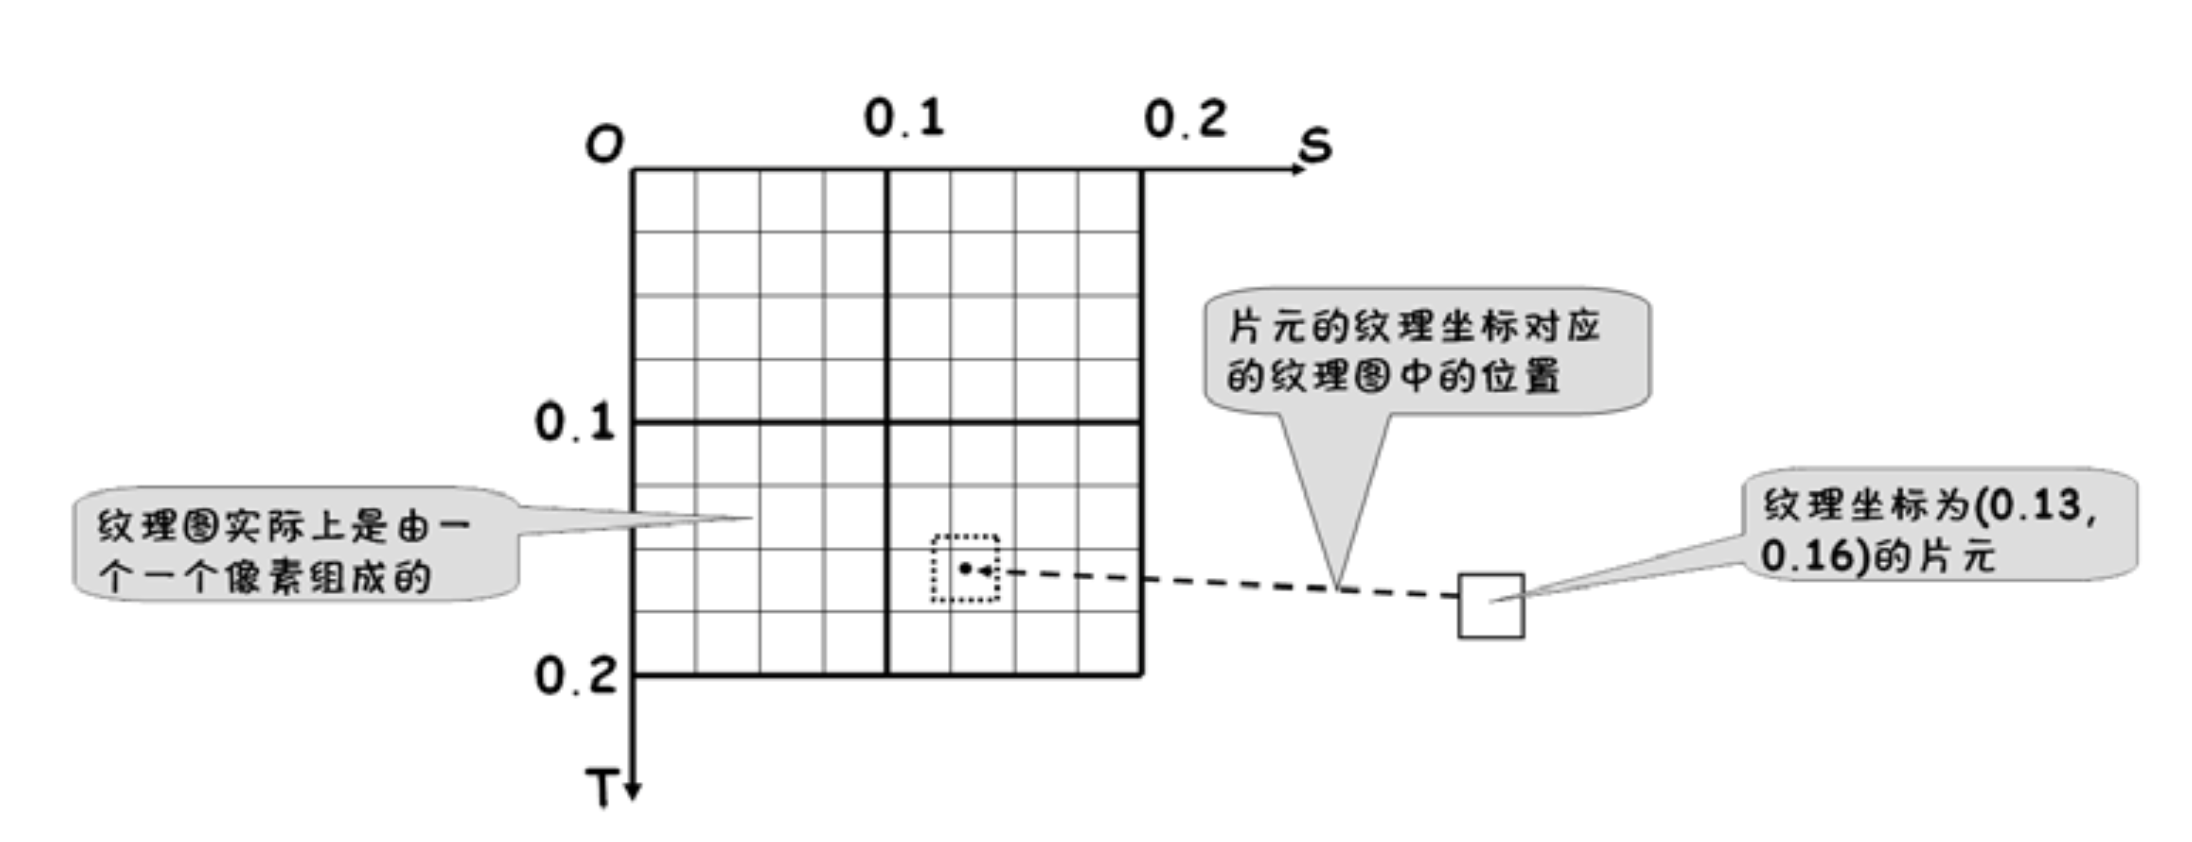 0.1
0.2
O
S
片元的纹理坐标对应
的纹理图中的位置
0.1
纹理坐标为(0.13,
0.16)的片元
纹理图实际上是由一
个一个像素组成的
0.2
T